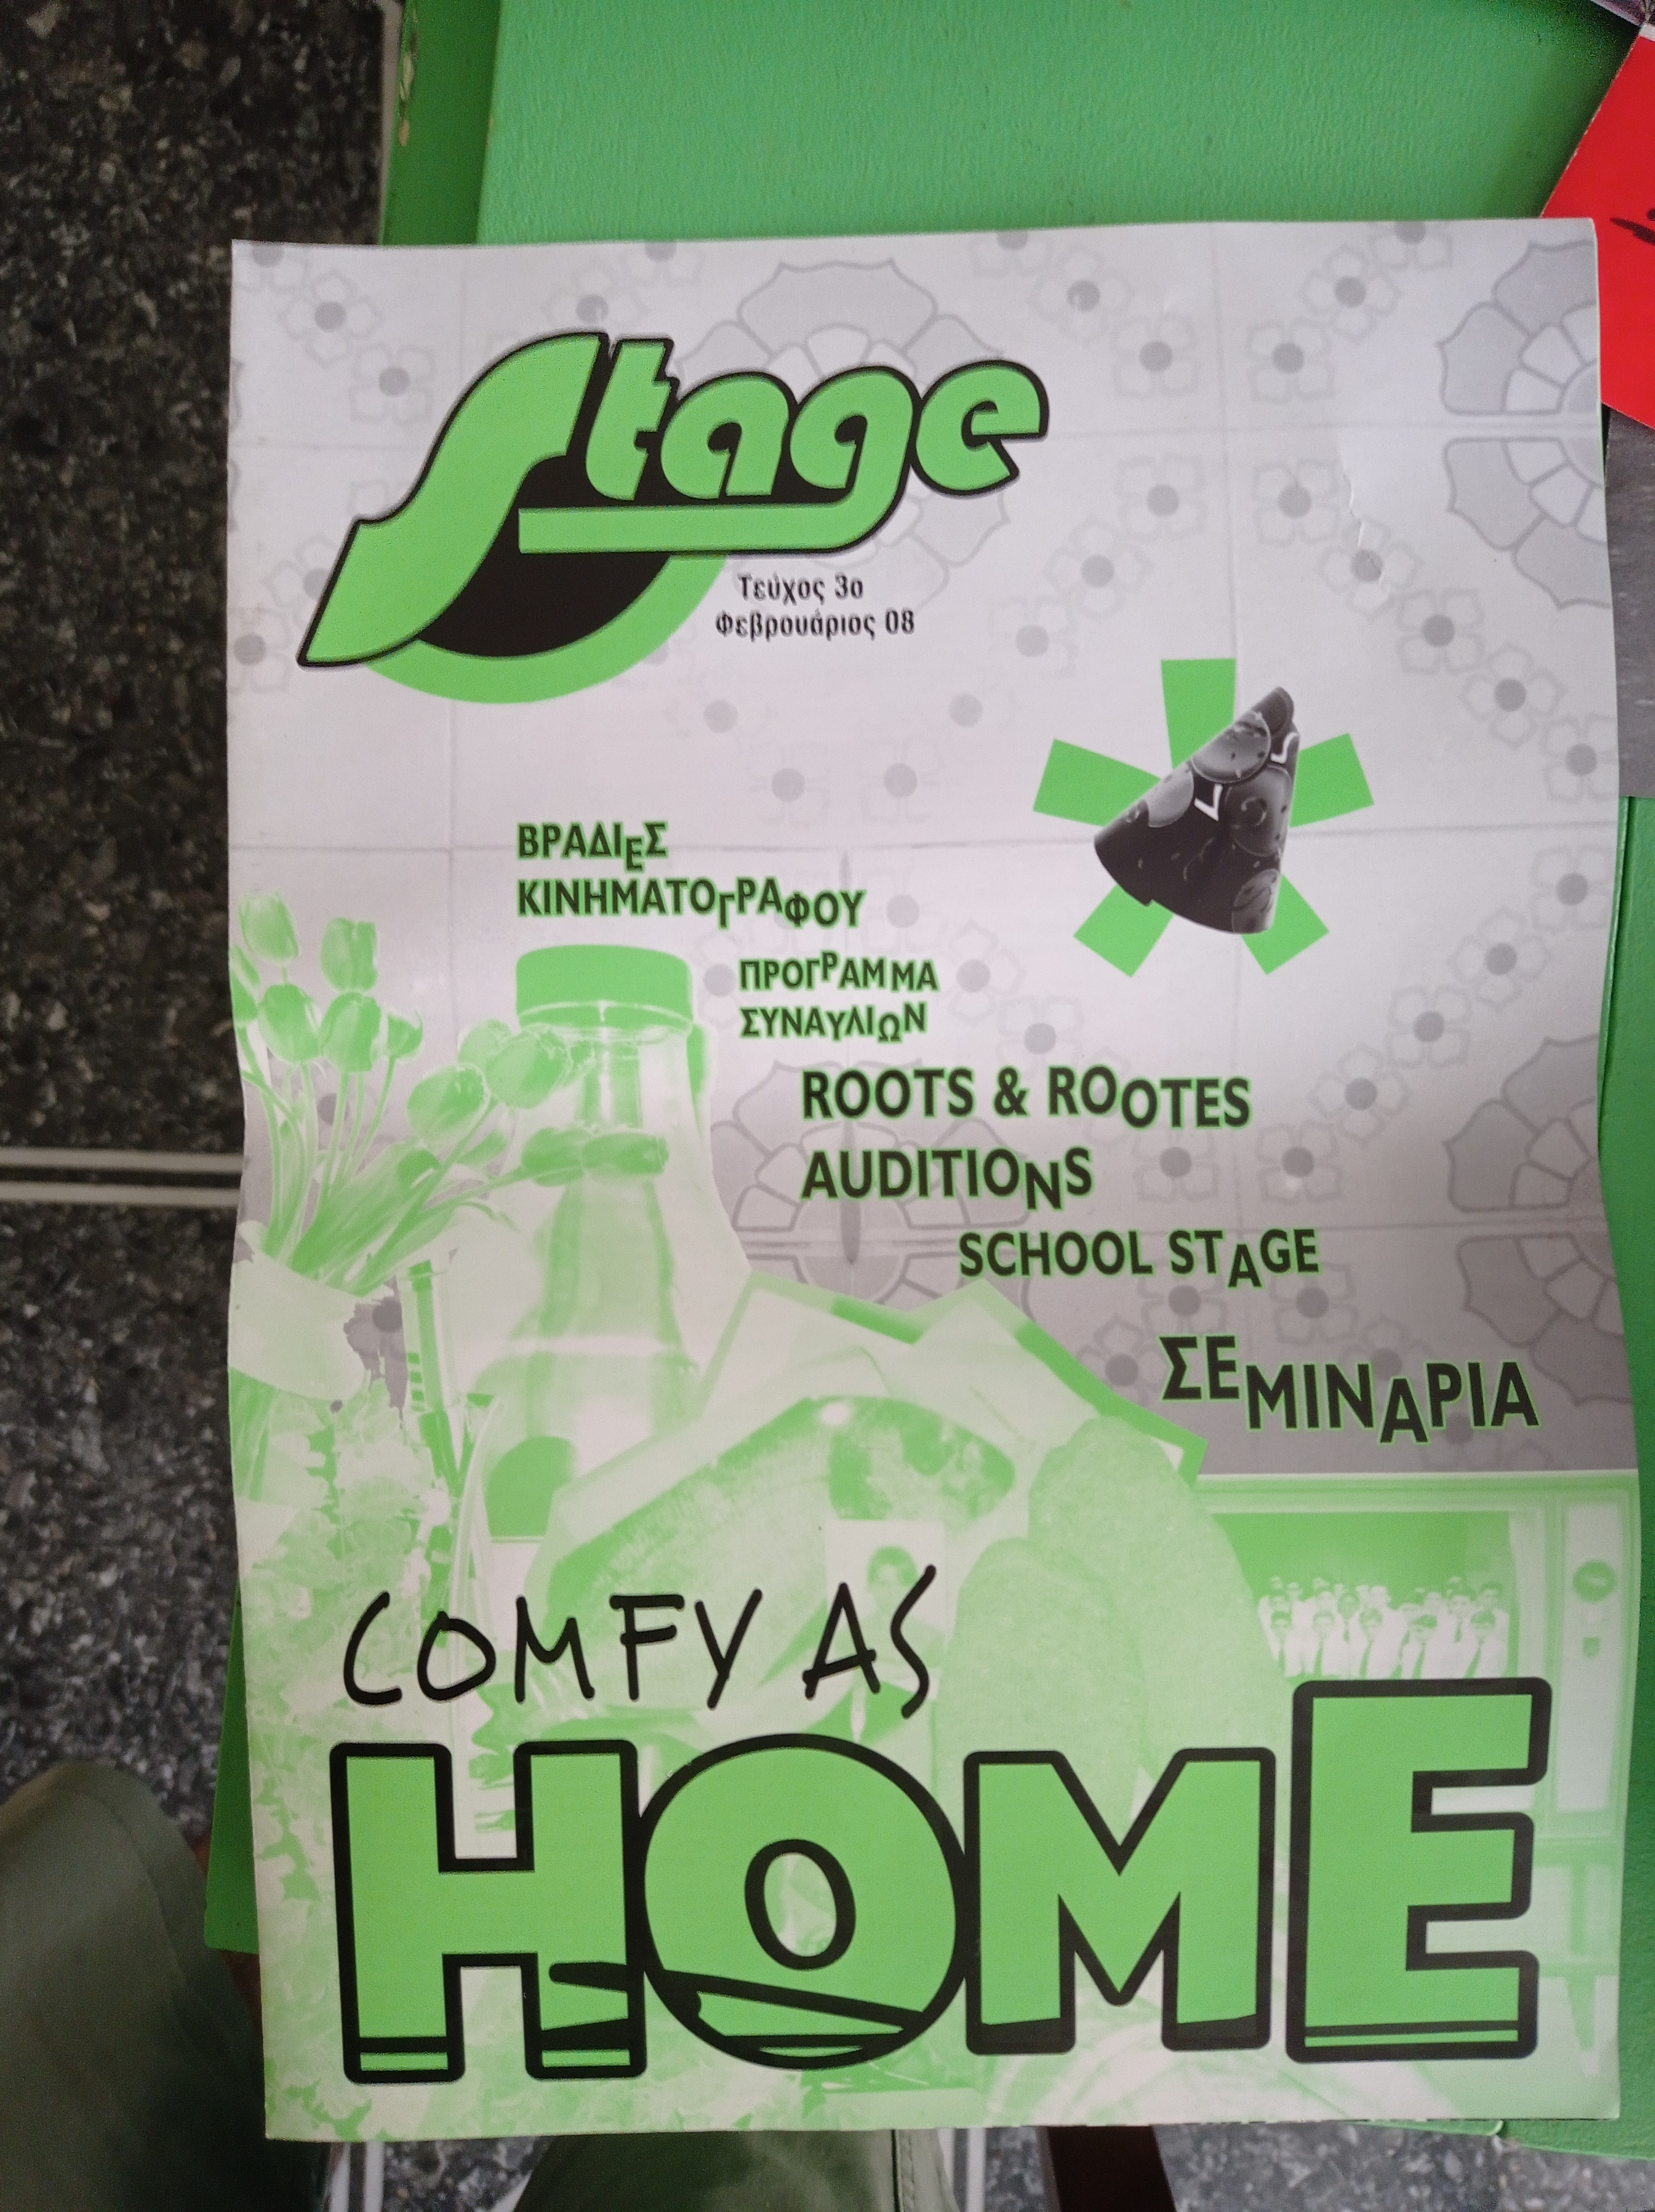 Stage
Τεύχος 3ο
Φεβρουάριος 08
ΒΡΑΔΙΕΣ
ΚΙΝΗΜΑΤΟΓΡΑΦΟΥ
ΠΡΟΓΡΑΜΜΑ
ΣΥΝΑΥΛΙΩΝ
ROOTS & ROOTES
AUDITIONS
SCHOOL STAGE
ΣΕΜΙΝΑΡΙΑ
COMFY AS
HOME